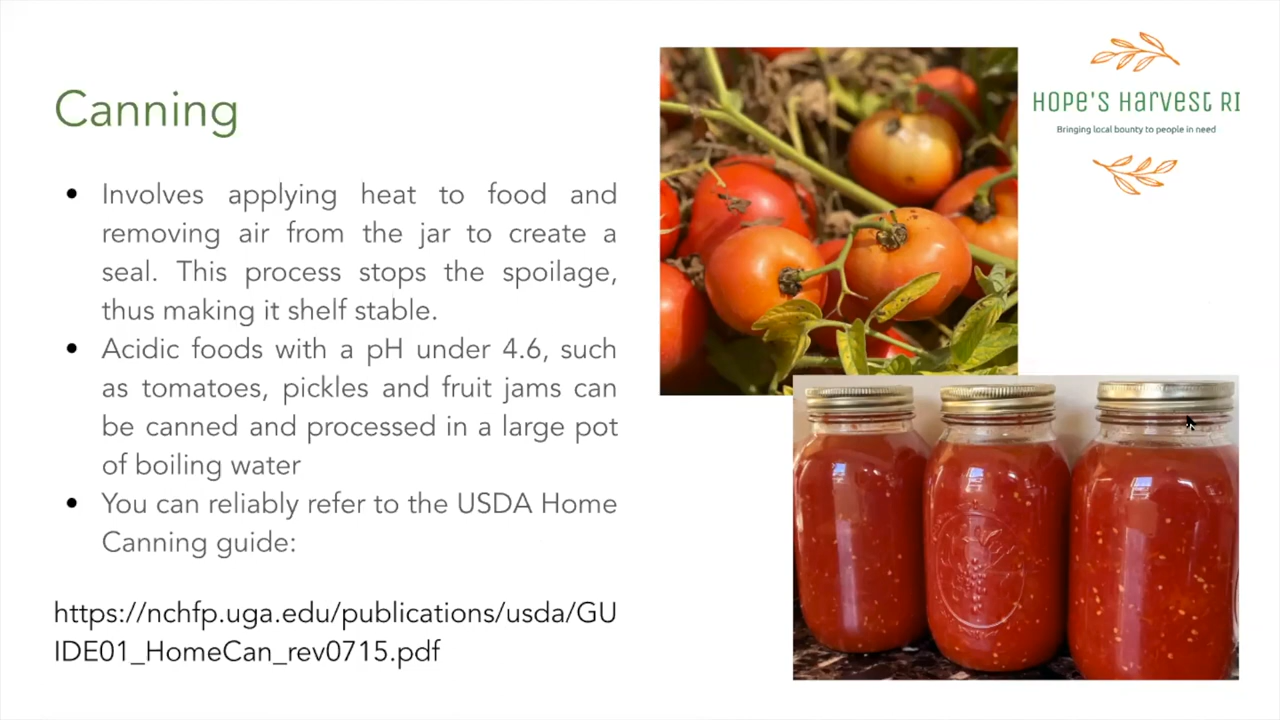 Canning
HOPE'S HARVEST RI
Bringing local bounty to people in need
• Involves applying heat to food and
removing air from the jar to create a
seal. This process stops the spoilage,
thus making it shelf stable.
• Acidic foods with a pH under 4.6, such
as tomatoes, pickles and fruit jams can
be canned and processed in a large pot
of boiling water
• You can reliably refer to the USDA Home
Canning guide:
https://nchfp.uga.edu/publications/usda/GU
IDE01_HomeCan_rev0715.pdf